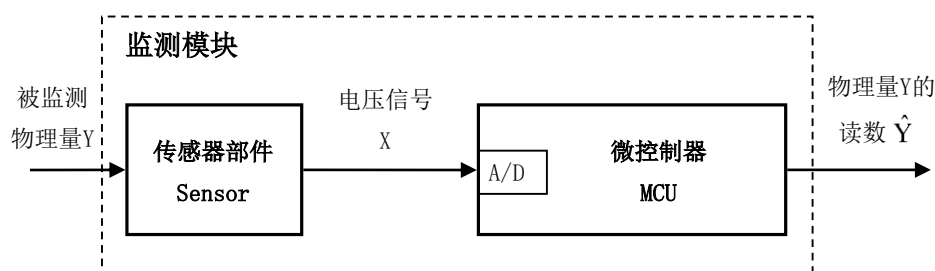 监测模块
被监测
物理量Y
传感器部件
Sensor
电压信号
X
A/D
微控制器
MCU
物理量Y的
读数 Ŷ